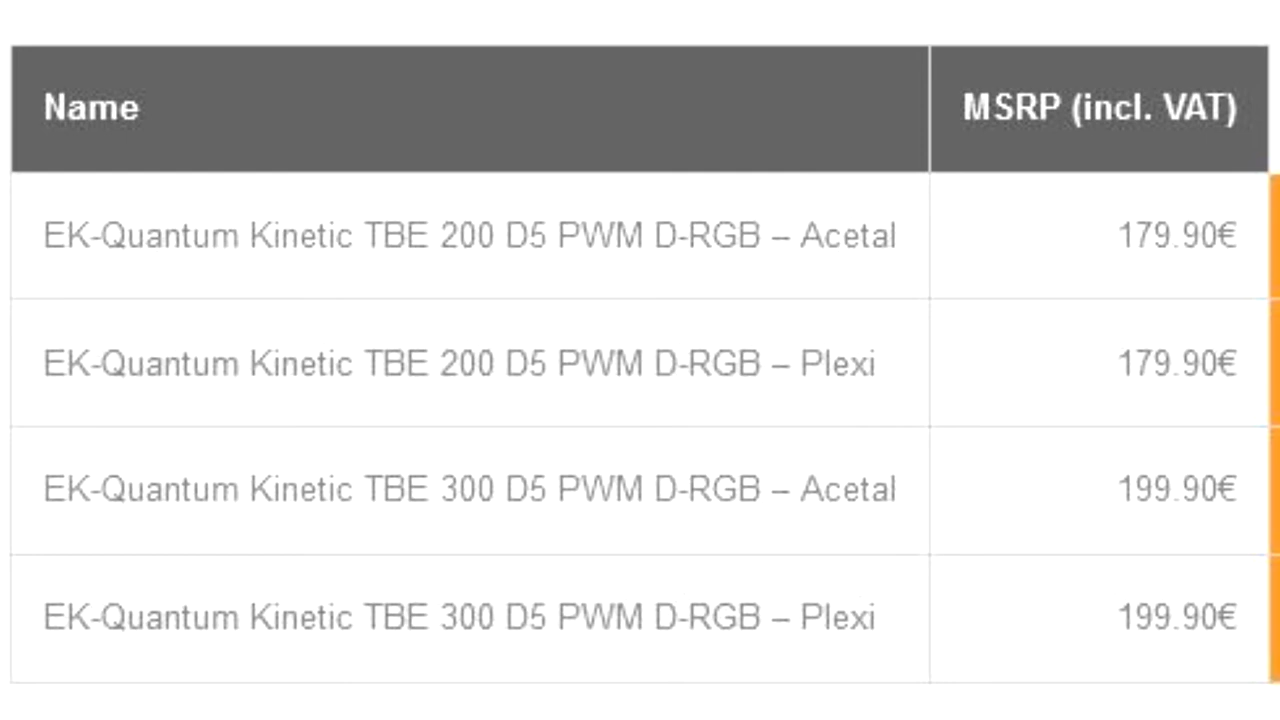 Name MSRP (incl. VAT)
EK-Quantum Kinetic TBE 200 D5 PWM D-RGB – Acetal 179.90€
EK-Quantum Kinetic TBE 200 D5 PWM D-RGB – Plexi 179.90€
EK-Quantum Kinetic TBE 300 D5 PWM D-RGB – Acetal 199.90€
EK-Quantum Kinetic TBE 300 D5 PWM D-RGB – Plexi 199.90€